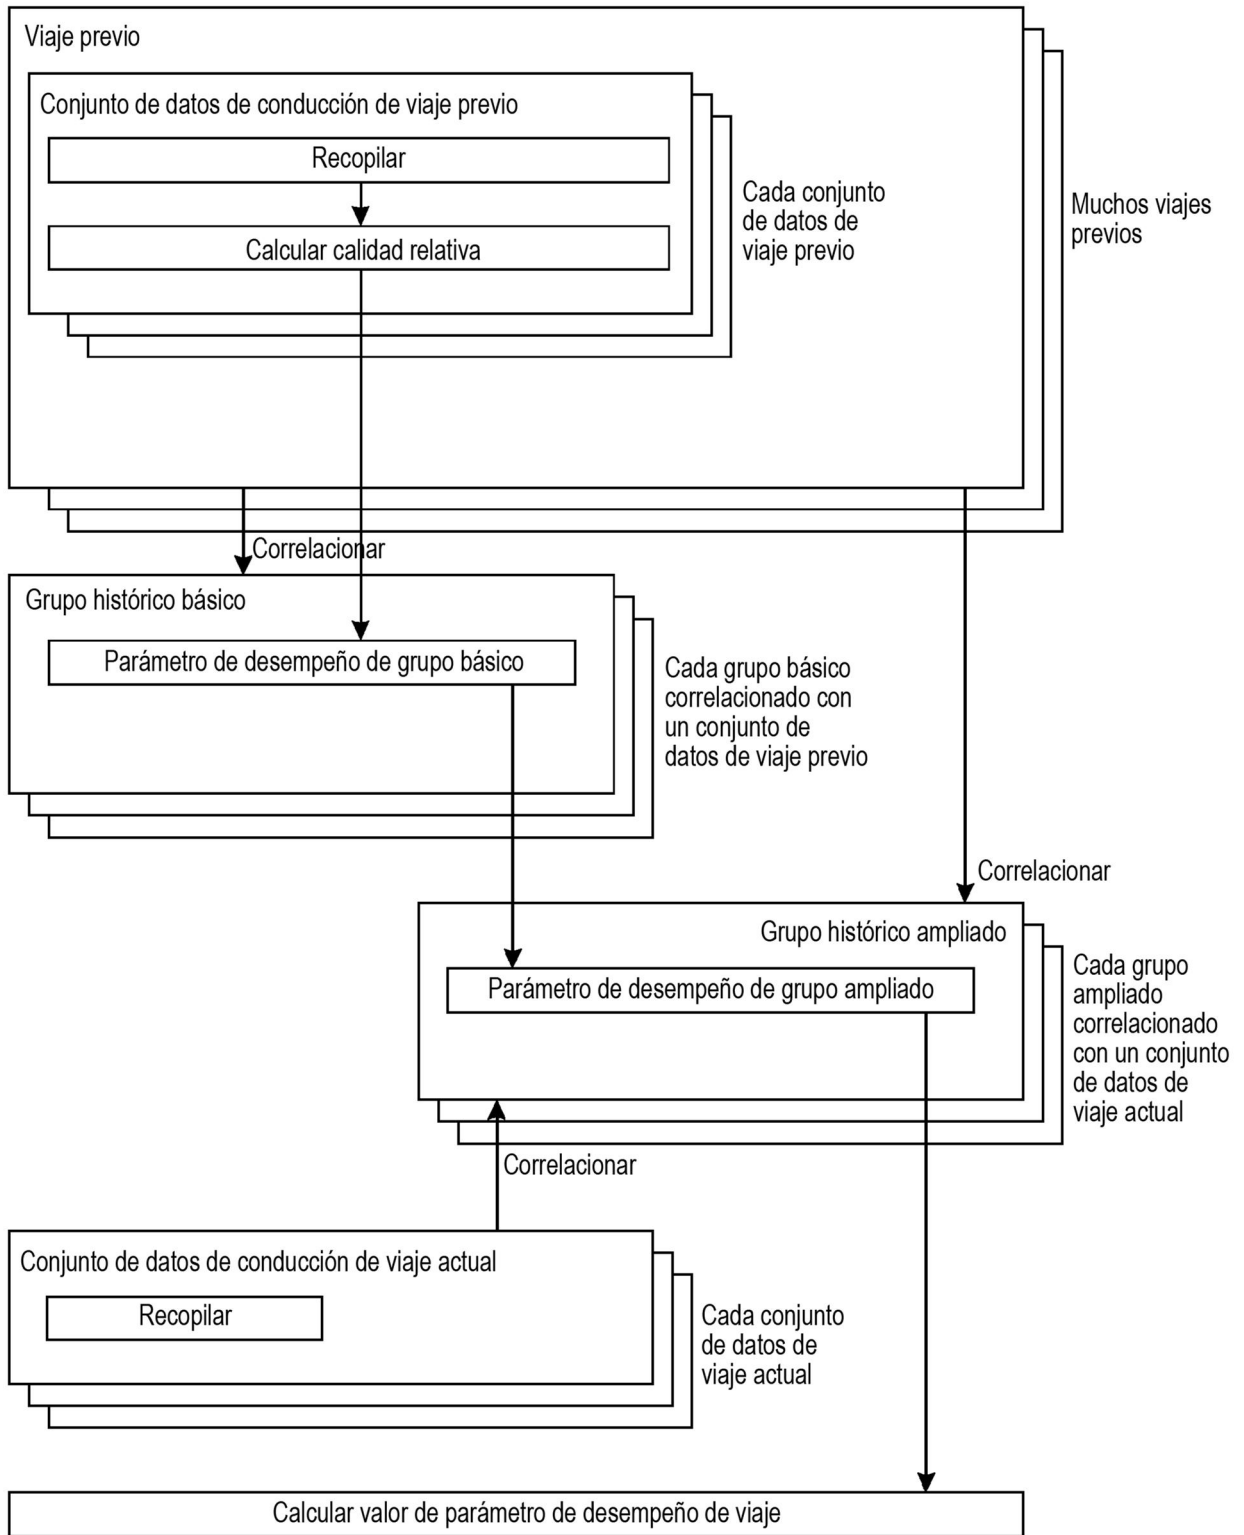 Viaje previo
Conjunto de datos de conducción de viaje previo
Recopilar
Calcular calidad relativa
Cada conjunto
de datos de
viaje previo
Muchos viajes
previos
Correlacionar
Grupo histórico básico
Parámetro de desempeño de grupo básico
Cada grupo básico
correlacionado con
un conjunto de
datos de viaje previo
Correlacionar
Grupo histórico ampliado
Parámetro de desempeño de grupo ampliado
Cada grupo
ampliado
correlacionado
con un conjunto
de datos de
viaje actual
Correlacionar
Conjunto de datos de conducción de viaje actual
Recopilar
Cada conjunto
de datos de
viaje actual
Calcular valor de parámetro de desempeño de viaje